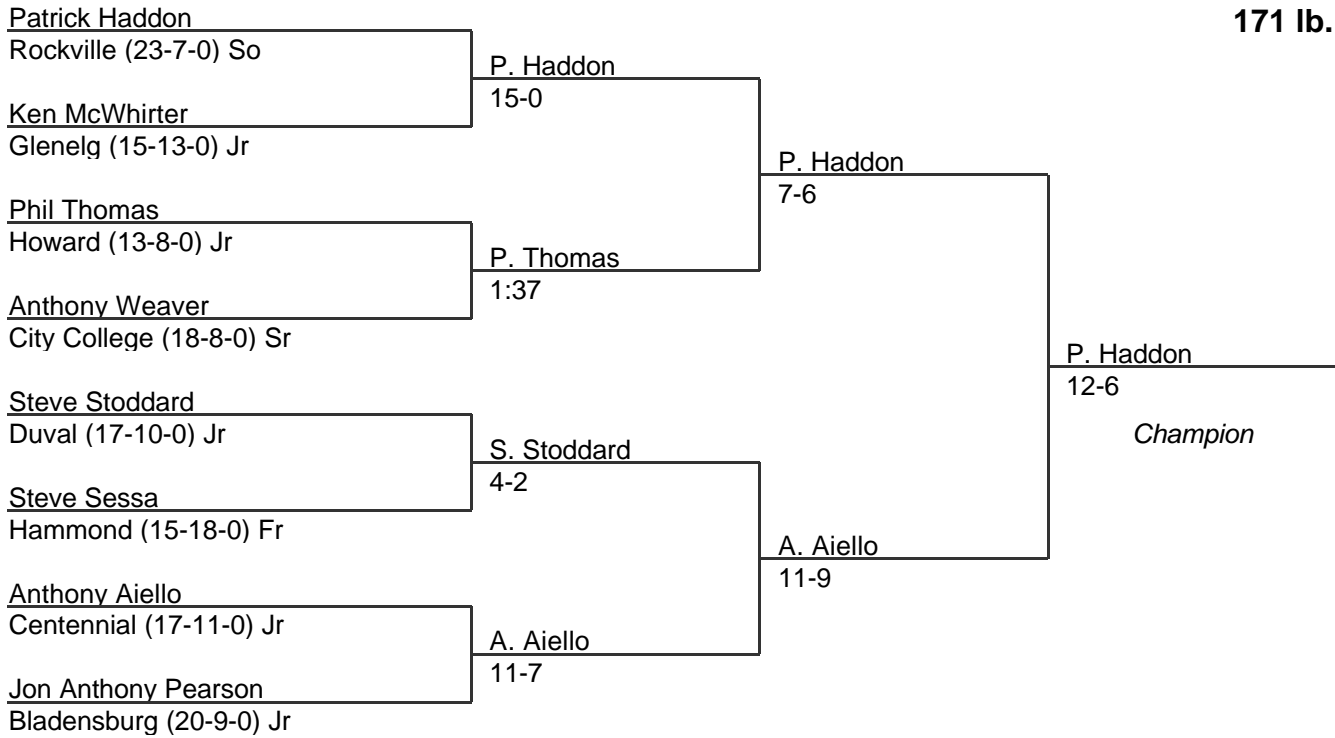 171 lb.
Patrick Haddon
Rockville (23-7-0) So
P. Haddon
15-0
Ken McWhirter
Glenelg (15-13-0) Jr
P. Haddon
7-6
Phil Thomas
Howard (13-8-0) Jr
P. Thomas
1:37
Anthony Weaver
City College (18-8-0) Sr
P. Haddon
12-6
Champion
Steve Stoddard
Duval (17-10-0) Jr
S. Stoddard
4-2
Steve Sessa
Hammond (15-18-0) Fr
A. Aiello
11-9
Anthony Aiello
Centennial (17-11-0) Jr
A. Aiello
11-7
Jon Anthony Pearson
Bladensburg (20-9-0) Jr